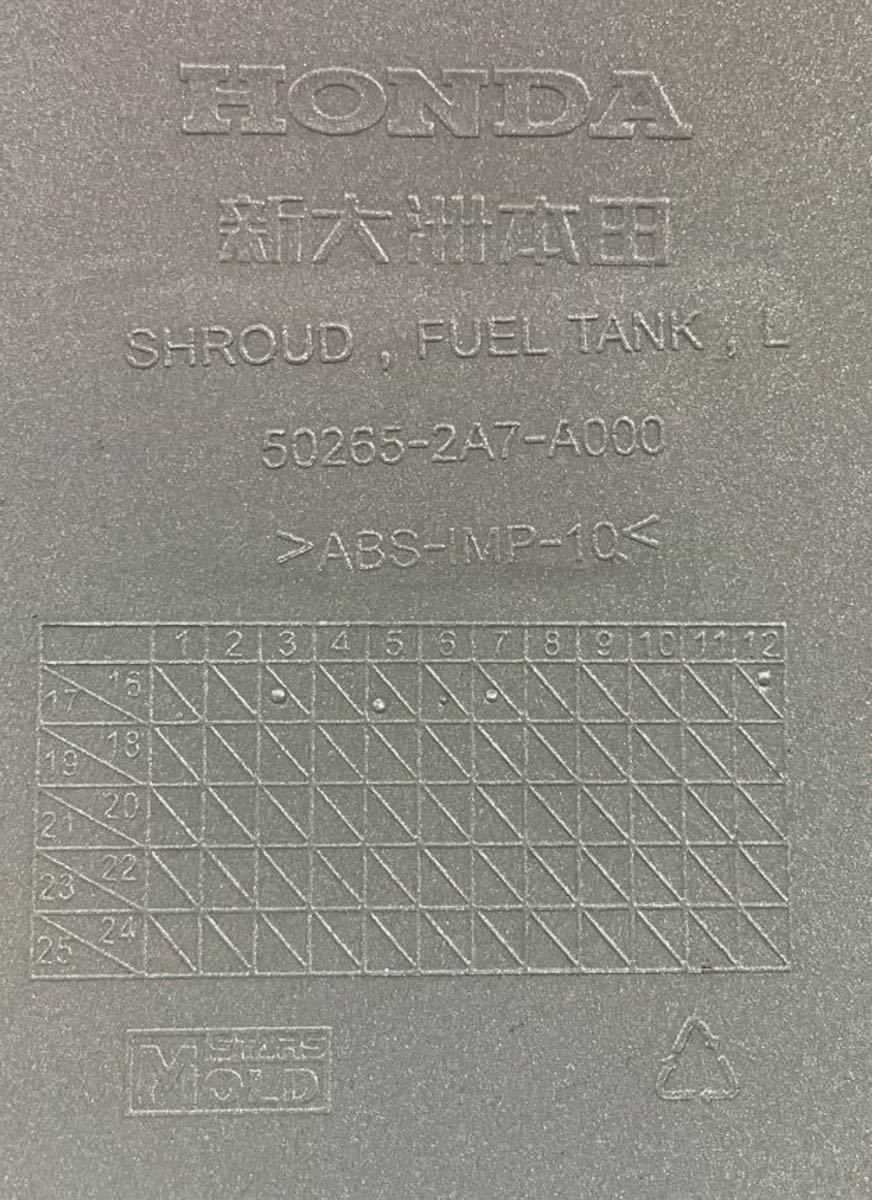 HONDA
新大洲本田
SHROUD , FUEL TANK , L
50265-2A7-A000
>ABS-IMP-10<
1 2 3 4 5 6 7 8 9 10 11 12
17 16
19 18
21 20
23 22
25 24
M STARS
MOLD